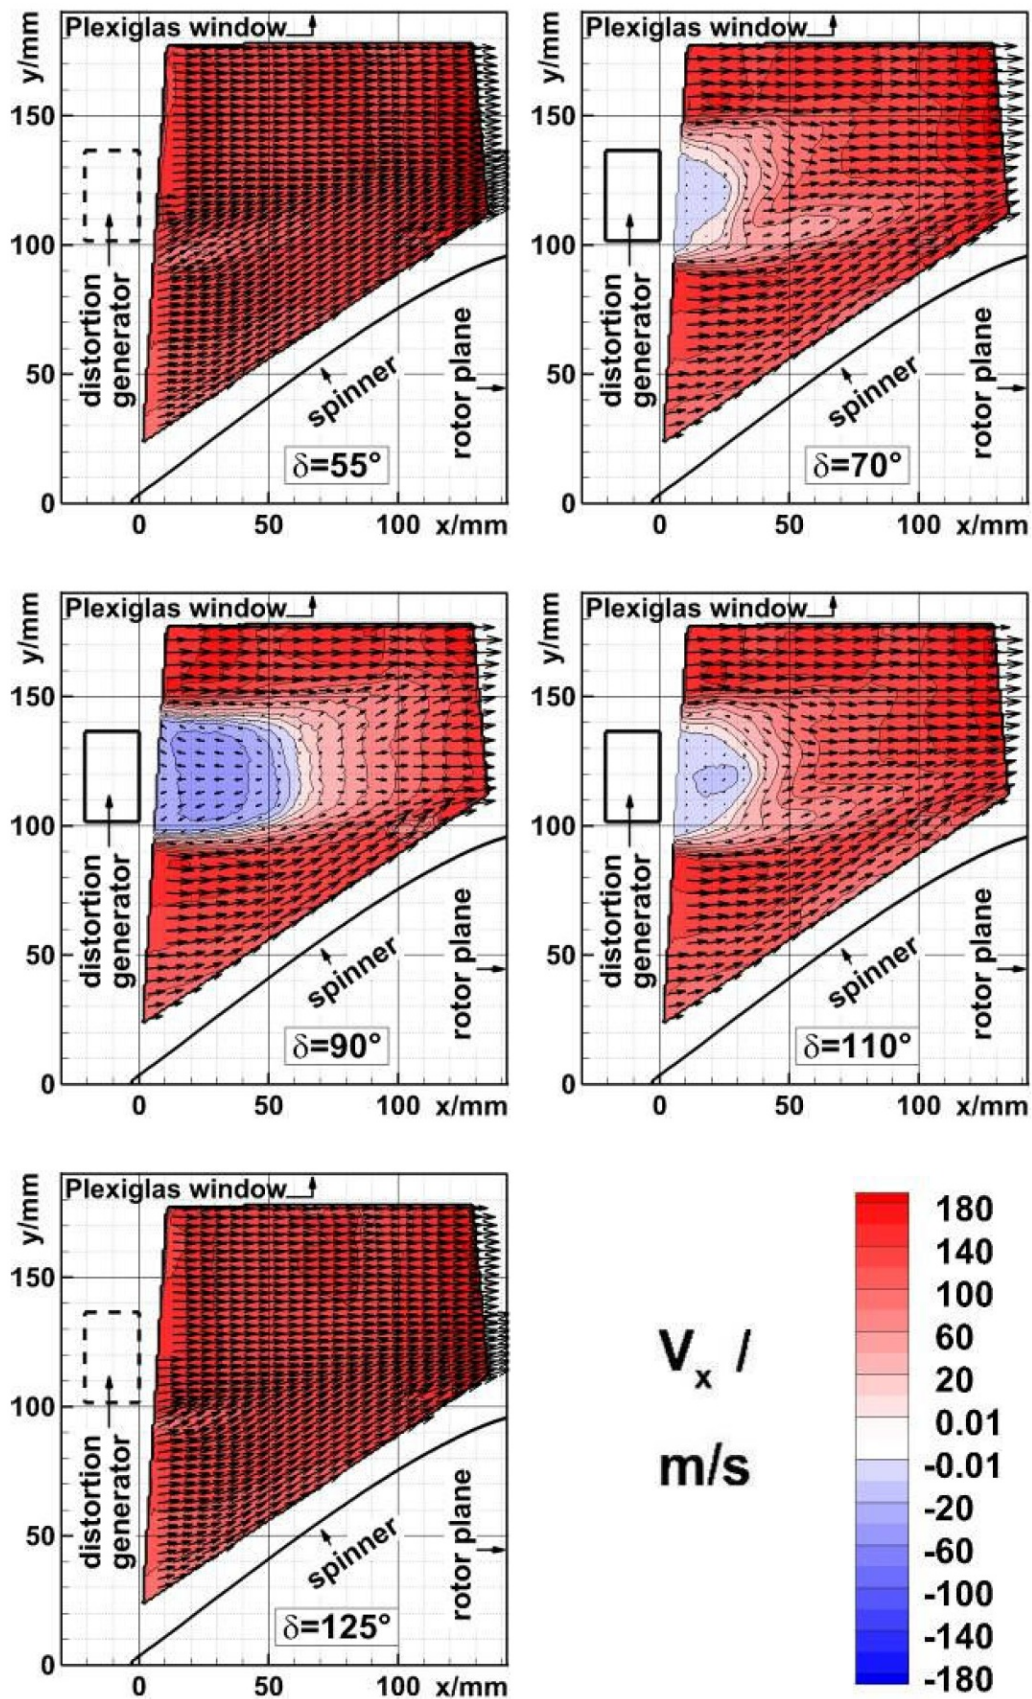 Plexiglas window
y/mm
150
100
50
0
distortion
generator
spinner
rotor plane
δ=55°
0 50 100 x/mm
Plexiglas window
y/mm
150
100
50
0
distortion
generator
spinner
rotor plane
δ=70°
0 50 100 x/mm
Plexiglas window
y/mm
150
100
50
0
distortion
generator
spinner
rotor plane
δ=90°
0 50 100 x/mm
Plexiglas window
y/mm
150
100
50
0
distortion
generator
spinner
rotor plane
δ=110°
0 50 100 x/mm
Plexiglas window
y/mm
150
100
50
0
distortion
generator
spinner
rotor plane
δ=125°
0 50 100 x/mm
Vx /
m/s
180
140
100
60
20
0.01
-0.01
-20
-60
-100
-140
-180